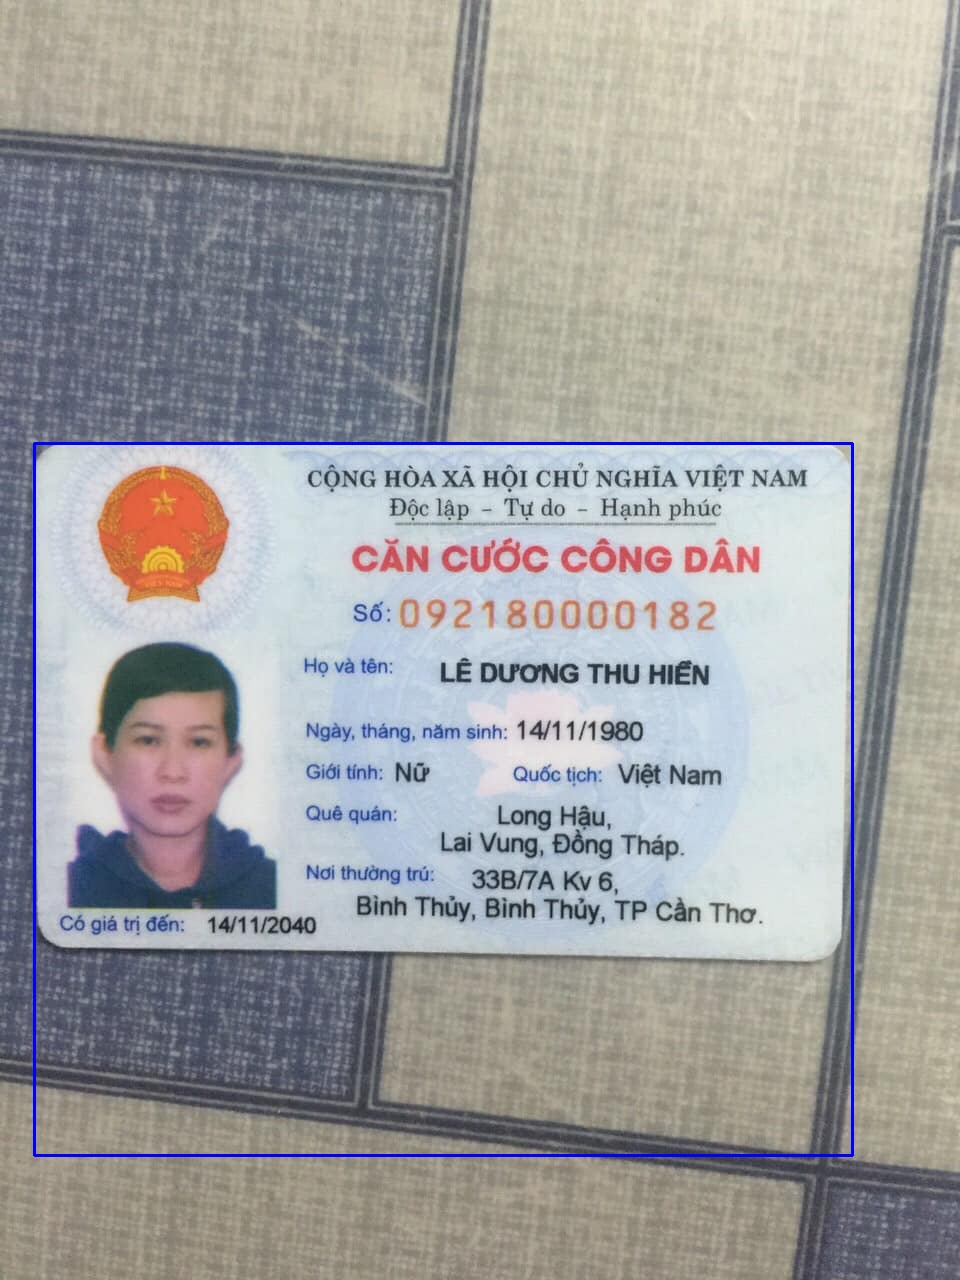 CỘNG HÒA XÃ HỘI CHỦ NGHĨA VIỆT NAM
Độc lập – Tự do – Hạnh phúc
CĂN CƯỚC CÔNG DÂN
Số: 092180000182
Họ và tên: LÊ DƯƠNG THU HIỀN
Ngày, tháng, năm sinh: 14/11/1980
Giới tính: Nữ Quốc tịch: Việt Nam
Quê quán: Long Hậu,
Lai Vung, Đồng Tháp.
Nơi thường trú: 33B/7A Kv 6,
Bình Thủy, Bình Thủy, TP Cần Thơ.
Có giá trị đến: 14/11/2040